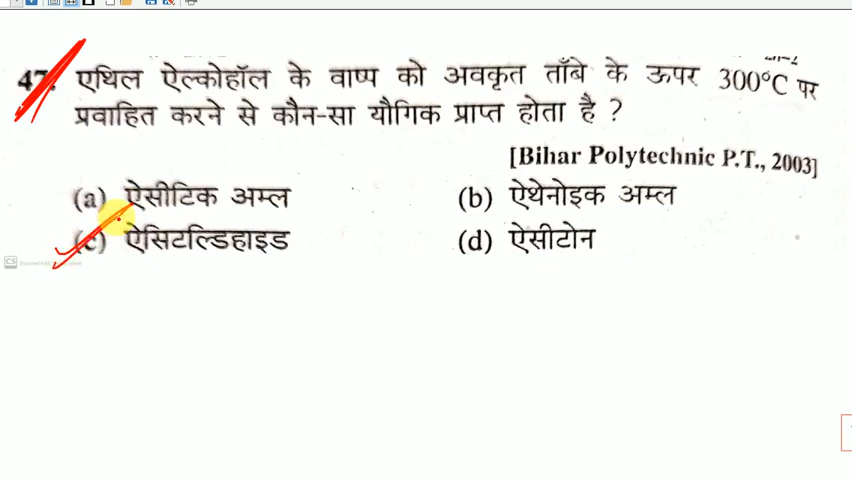 47. एथिल ऐल्कोहॉल के वाष्प को अवकृत ताँबे के ऊपर 300°C पर
प्रवाहित करने से कौन-सा यौगिक प्राप्त होता है ?
[Bihar Polytechnic P.T., 2003]
(a) ऐसीटिक अम्ल (b) ऐथेनोइक अम्ल
(c) ऐसिटल्डिहाइड (d) ऐसीटोन
CS